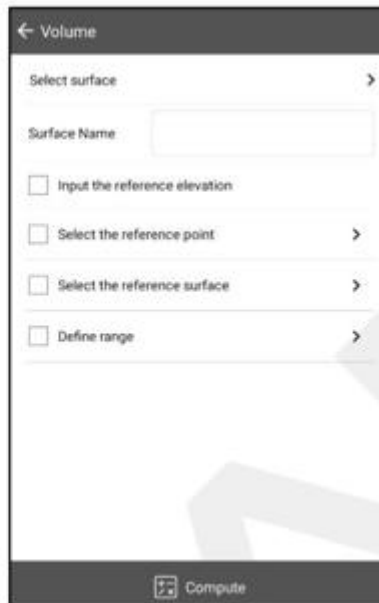 Volume
Select surface
Surface Name
Input the reference elevation
Select the reference point
Select the reference surface
Define range
Compute